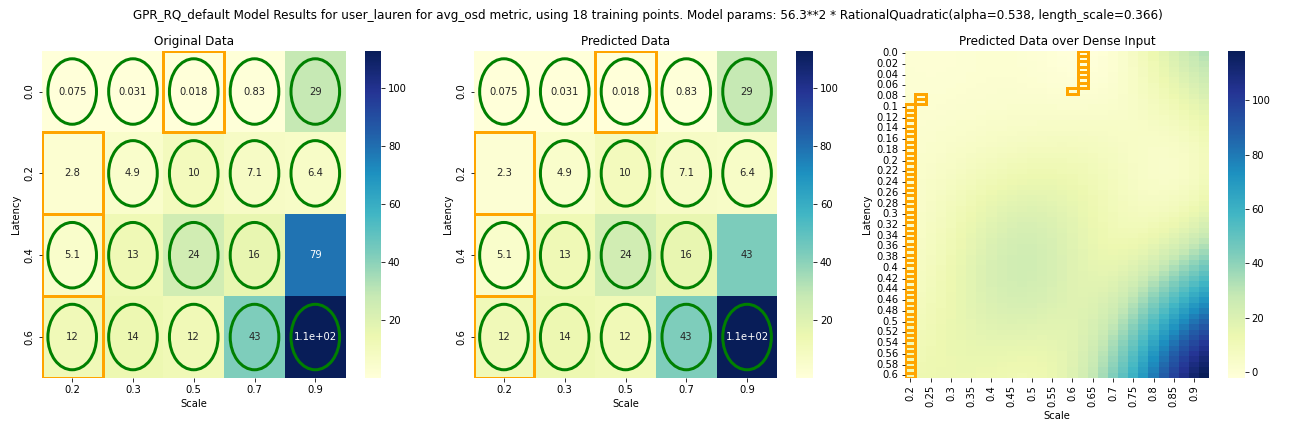 GPR_RQ_default Model Results for user_lauren for avg_osd metric, using 18 training points. Model params: 56.3**2 * RationalQuadratic(alpha=0.538, length_scale=0.366)
Original Data
Latency
0.0
0.2
0.4
0.6
0.075 0.031 0.018 0.83 29
2.8 4.9 10 7.1 6.4
5.1 13 24 16 79
12 14 12 43 1.1e+02
0.2 0.3 0.5 0.7 0.9
Scale
100
80
60
40
20
Predicted Data
Latency
0.0
0.2
0.4
0.6
0.075 0.031 0.018 0.83 29
2.3 4.9 10 7.1 6.4
5.1 13 24 16 43
12 14 12 43 1.1e+02
0.2 0.3 0.5 0.7 0.9
Scale
100
80
60
40
20
Predicted Data over Dense Input
Latency
0.0
0.02
0.04
0.06
0.08
0.1
0.12
0.14
0.16
0.18
0.2
0.22
0.24
0.26
0.28
0.3
0.32
0.34
0.36
0.38
0.4
0.42
0.44
0.46
0.48
0.5
0.52
0.54
0.56
0.58
0.6
0.2 0.25 0.3 0.35 0.4 0.45 0.5 0.55 0.6 0.65 0.7 0.75 0.8 0.85 0.9
Scale
100
80
60
40
20
0